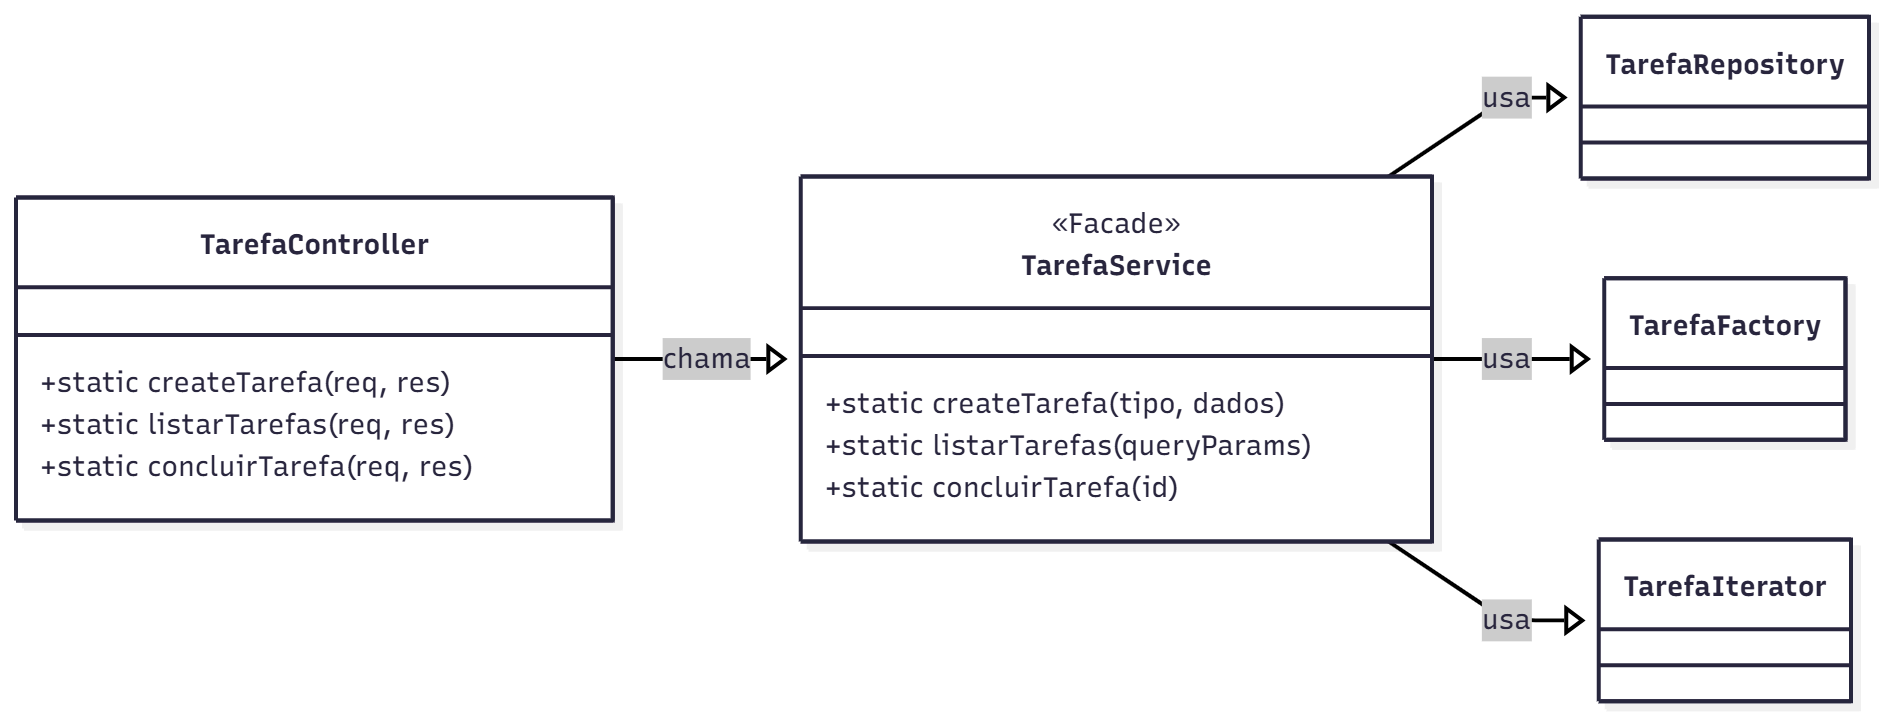 TarefaController
+static createTarefa(req, res)
+static listarTarefas(req, res)
+static concluirTarefa(req, res)
chama
«Facade»
TarefaService
+static createTarefa(tipo, dados)
+static listarTarefas(queryParams)
+static concluirTarefa(id)
usa
TarefaRepository
usa
TarefaFactory
usa
TarefaIterator